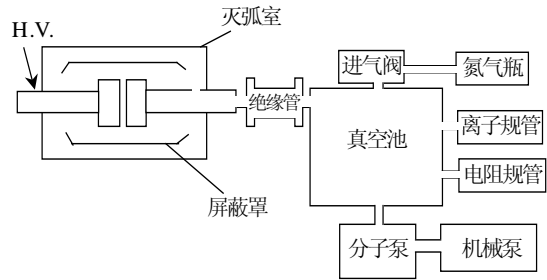 灭弧室
H.V.
进气阀
氮气瓶
绝缘管
离子规管
真空池
电阻规管
屏蔽罩
分子泵
机械泵